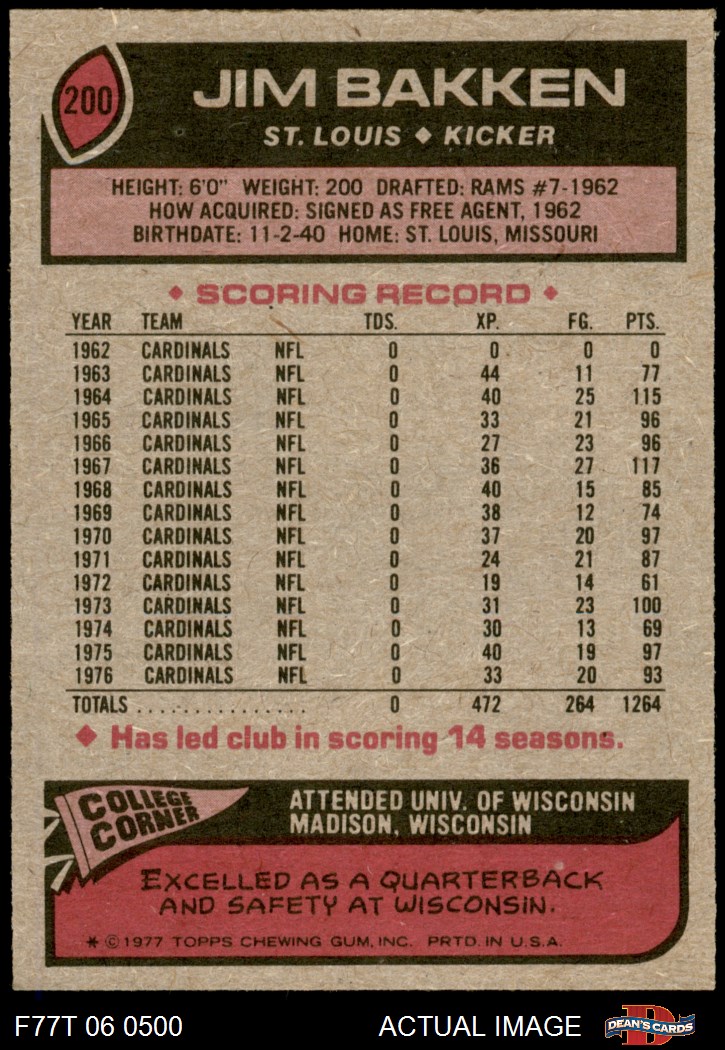 200
JIM BAKKEN
ST. LOUIS ◆ KICKER
HEIGHT: 6'0" WEIGHT: 200 DRAFTED: RAMS #7-1962
HOW ACQUIRED: SIGNED AS FREE AGENT, 1962
BIRTHDATE: 11-2-40 HOME: ST. LOUIS, MISSOURI
◆ SCORING RECORD ◆
YEAR TEAM TDS. XP. FG. PTS.
1962 CARDINALS NFL 0 0 0 0
1963 CARDINALS NFL 0 44 11 77
1964 CARDINALS NFL 0 40 25 115
1965 CARDINALS NFL 0 33 21 96
1966 CARDINALS NFL 0 27 23 96
1967 CARDINALS NFL 0 36 27 117
1968 CARDINALS NFL 0 40 15 85
1969 CARDINALS NFL 0 38 12 74
1970 CARDINALS NFL 0 37 20 97
1971 CARDINALS NFL 0 24 21 87
1972 CARDINALS NFL 0 19 14 61
1973 CARDINALS NFL 0 31 23 100
1974 CARDINALS NFL 0 30 13 69
1975 CARDINALS NFL 0 40 19 97
1976 CARDINALS NFL 0 33 20 93
TOTALS . . . . . . . . . . . . . . . 0 472 264 1264
◆ Has led club in scoring 14 seasons.
COLLEGE
CORNER
ATTENDED UNIV. OF WISCONSIN
MADISON, WISCONSIN
EXCELLED AS A QUARTERBACK
AND SAFETY AT WISCONSIN.
* © 1977 TOPPS CHEWING GUM, INC. PRTD. IN U.S.A.
F77T 06 0500 ACTUAL IMAGE
D
DEAN'S CARDS